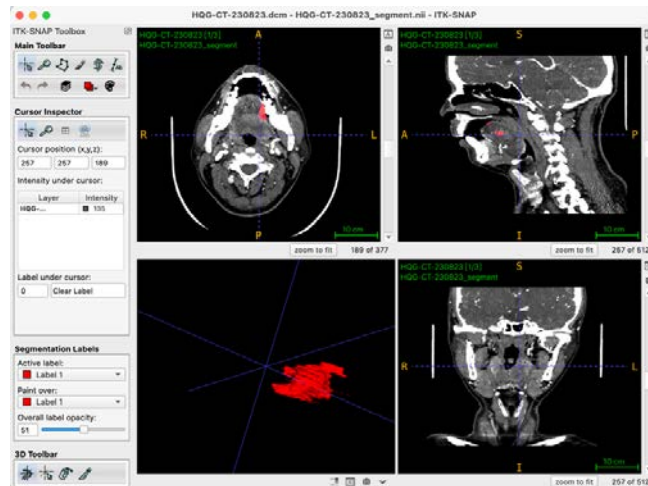 HQG-CT-230823.dcm - HQG-CT-230823_segment.nii - ITK-SNAP
ITK-SNAP Toolbox
Main Toolbar
Cursor Inspector
Cursor position (x,y,z):
257 257 189
Intensity under cursor:
Layer Intensity
HQG-...
Label under cursor:
0 Clear Label
Segmentation Labels
Active label:
Label 1
Paint over:
Label 1
Overall label opacity:
51
3D Toolbar
HQG-CT-230823 [1/3]
HQG-CT-230823_segment
A
R
L
P
10 cm
zoom to fit 189 of 377
HQG-CT-230823 [1/3]
HQG-CT-230823_segment
S
A
P
I
10 cm
zoom to fit 257 of 512
HQG-CT-230823 [1/3]
HQG-CT-230823_segment
S
R
L
I
10 cm
zoom to fit 257 of 512